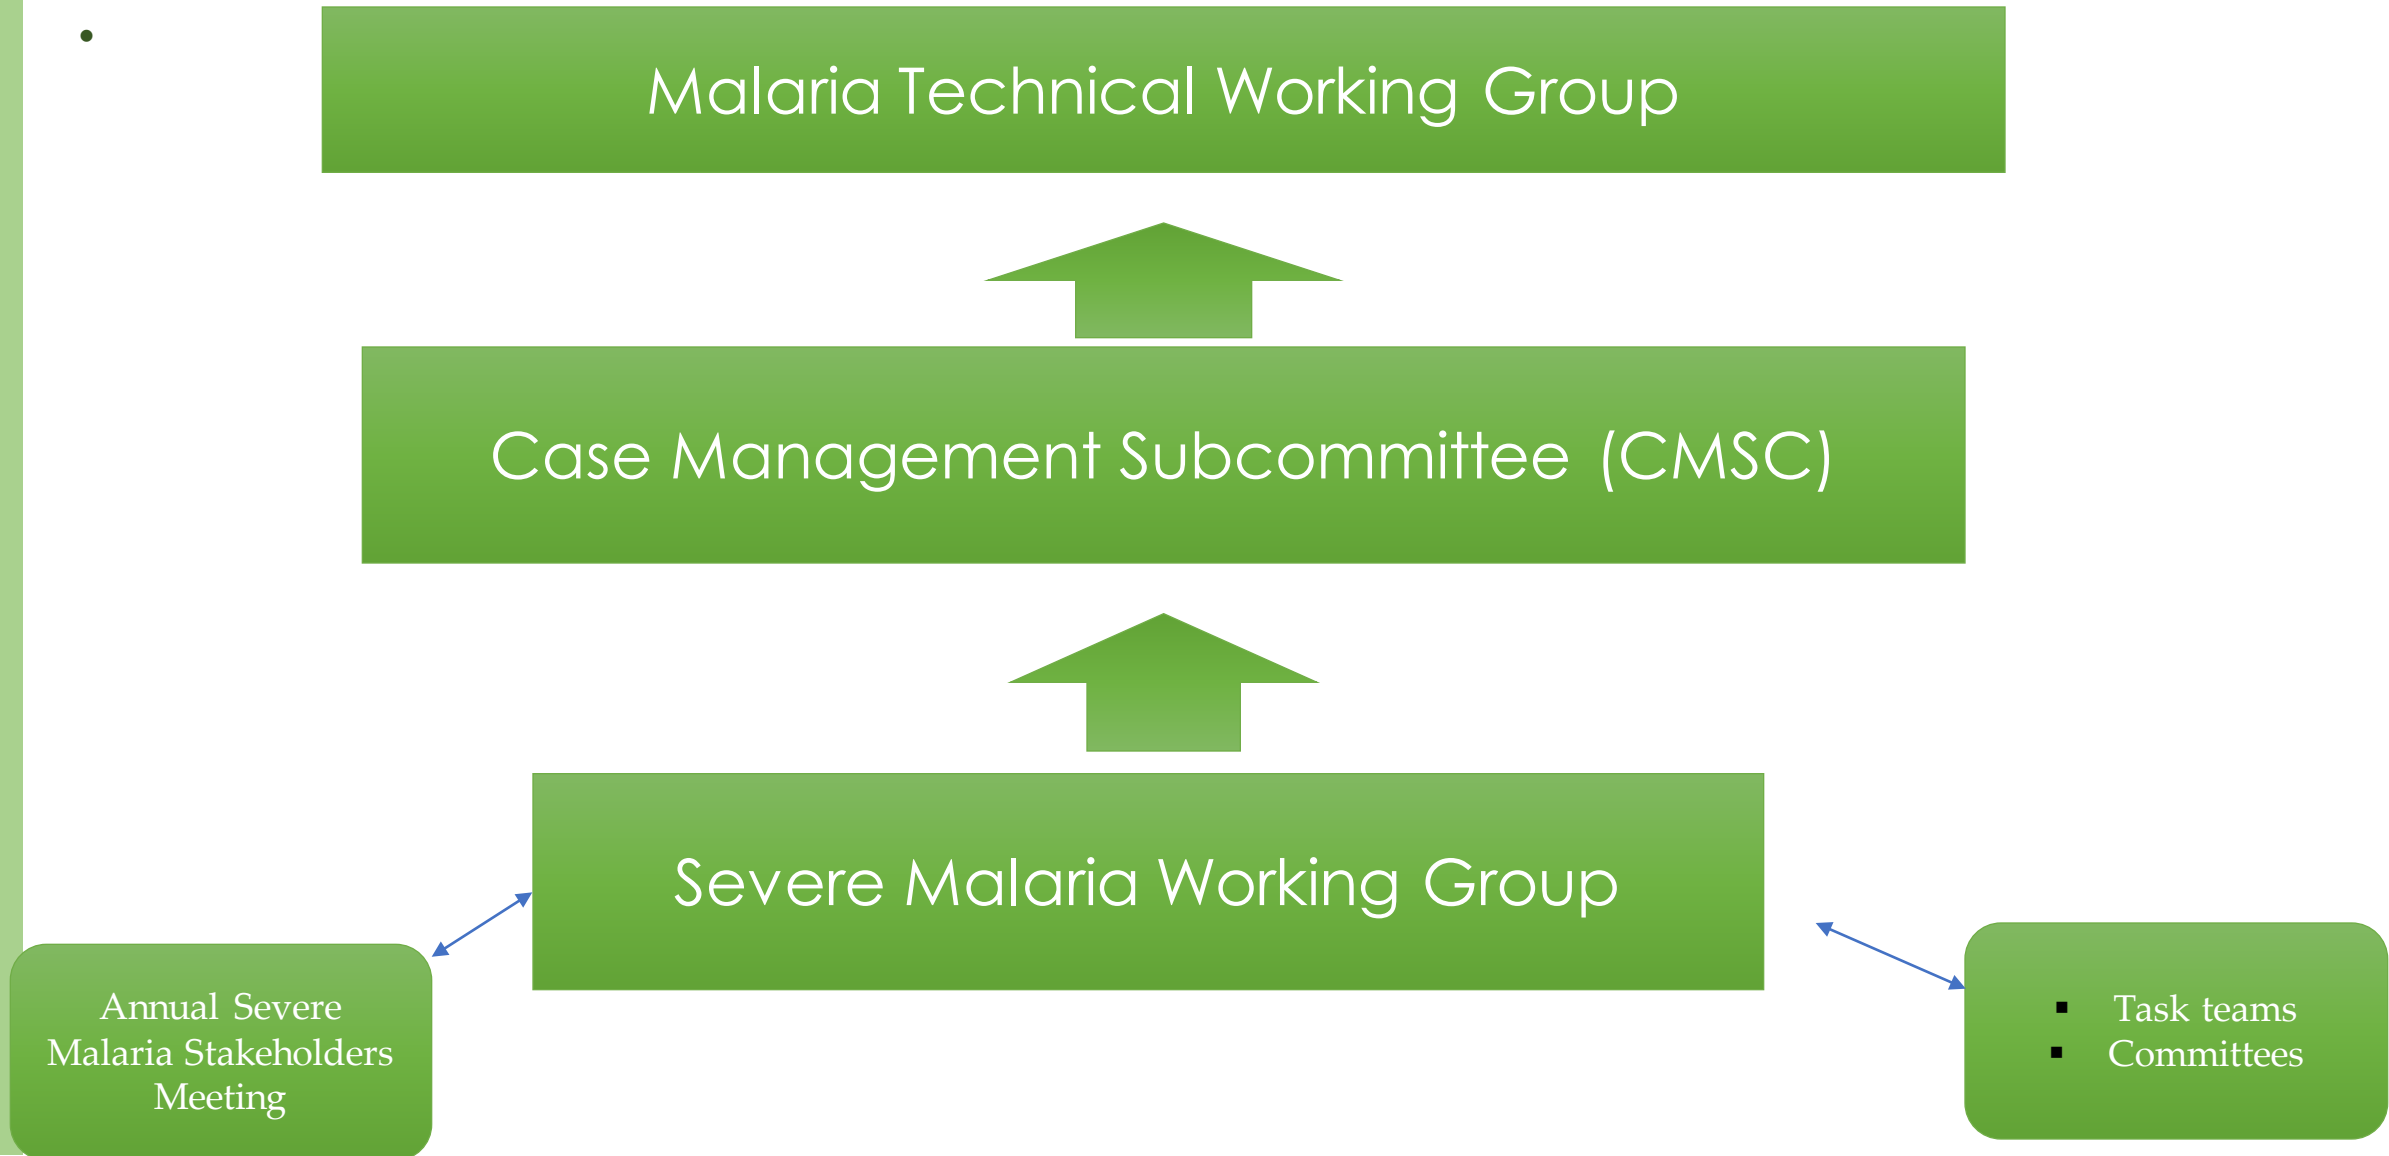 •
Malaria Technical Working Group
Case Management Subcommittee (CMSC)
Severe Malaria Working Group
Annual Severe
Malaria Stakeholders
Meeting
▪ Task teams
▪ Committees